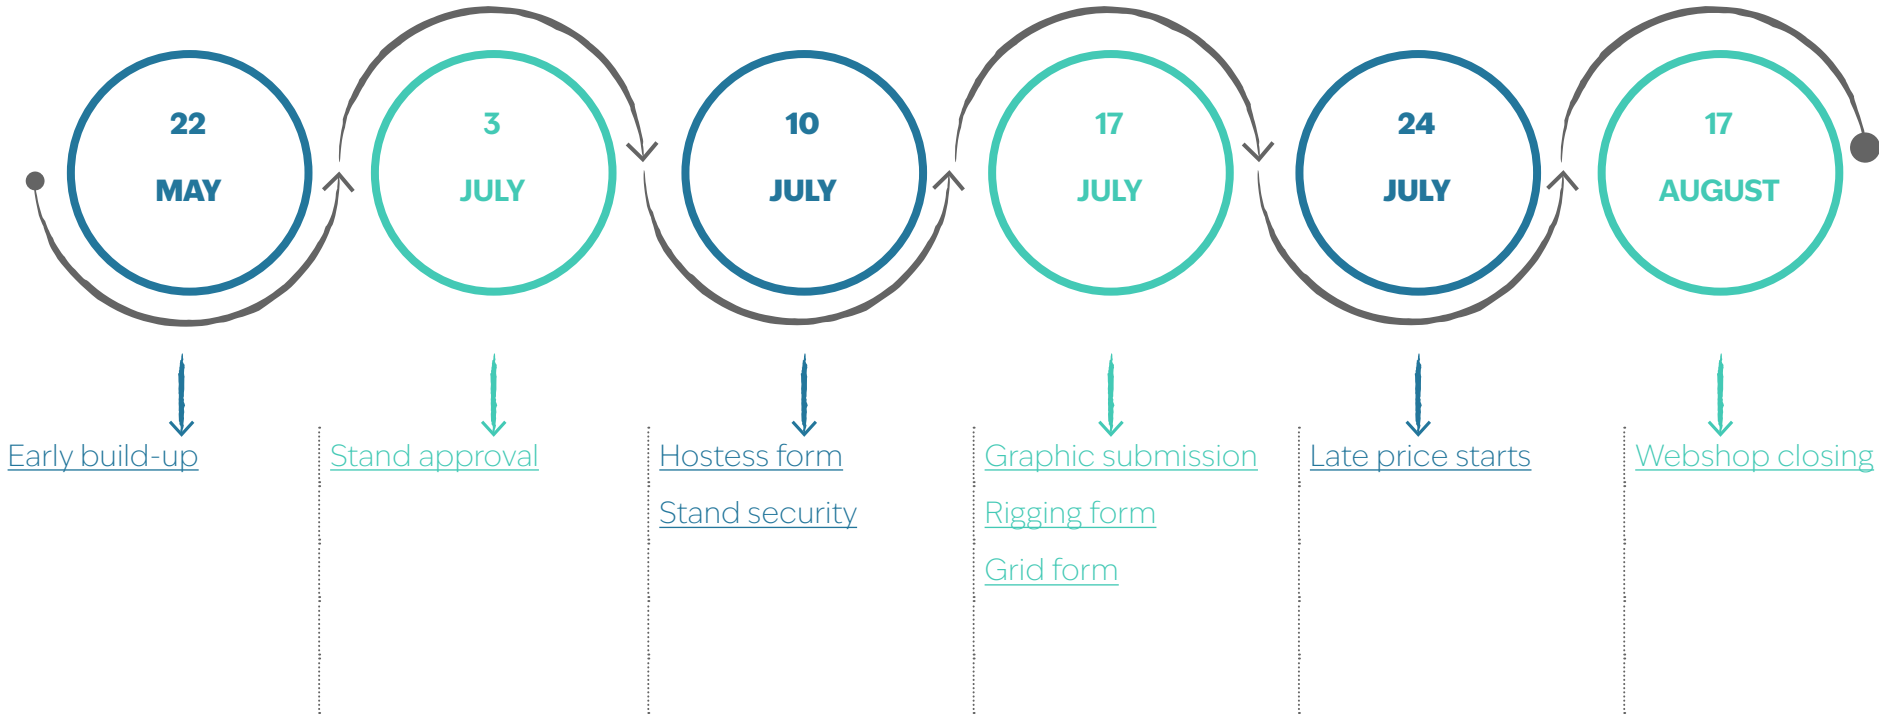 22
MAY
3
JULY
10
JULY
17
JULY
24
JULY
17
AUGUST
Early build-up
Stand approval
Hostess form
Stand security
Graphic submission
Rigging form
Grid form
Late price starts
Webshop closing